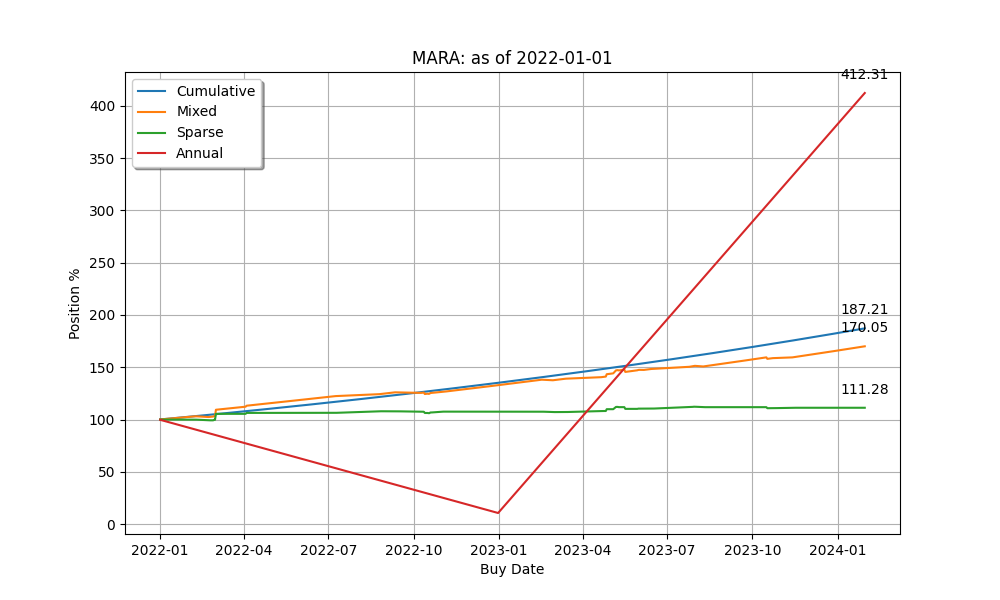 MARA: as of 2022-01-01
412.31
Cumulative
Mixed
Sparse
Annual
187.21
170.05
111.28
400
350
300
250
200
150
100
50
0
Position %
2022-01 2022-04 2022-07 2022-10 2023-01 2023-04 2023-07 2023-10 2024-01
Buy Date